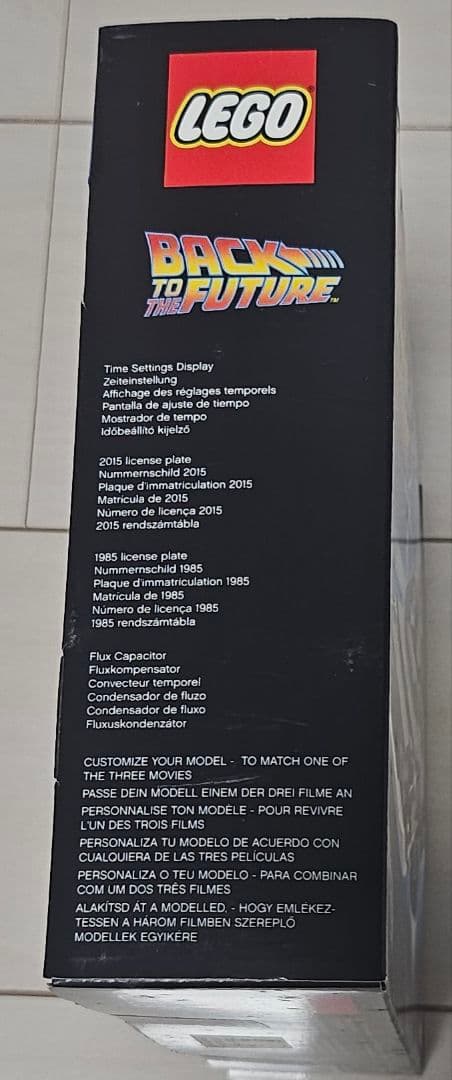 LEGO
BACK
TO
THE FUTURE™
Time Settings Display
Zeiteinstellung
Affichage des réglages temporels
Pantalla de ajuste de tiempo
Mostrador de tempo
Időbeállító kijelző
2015 license plate
Nummernschild 2015
Plaque d'immatriculation 2015
Matrícula de 2015
Número de licença 2015
2015 rendszámtábla
1985 license plate
Nummernschild 1985
Plaque d'immatriculation 1985
Matrícula de 1985
Número de licença 1985
1985 rendszámtábla
Flux Capacitor
Fluxkompensator
Convecteur temporel
Condensador de fluzo
Condensador de fluxo
Fluxuskondenzátor
CUSTOMIZE YOUR MODEL - TO MATCH ONE OF
THE THREE MOVIES
PASSE DEIN MODELL EINEM DER DREI FILME AN
PERSONNALISE TON MODÈLE - POUR REVIVRE
L'UN DES TROIS FILMS
PERSONALIZA TU MODELO DE ACUERDO CON
CUALQUIERA DE LAS TRES PELÍCULAS
PERSONALIZA O TEU MODELO - PARA COMBINAR
COM UM DOS TRÊS FILMES
ALAKÍTSD ÁT A MODELLED, - HOGY EMLÉKEZ-
TESSEN A HÁROM FILMBEN SZEREPLŐ
MODELLEK EGYIKÉRE